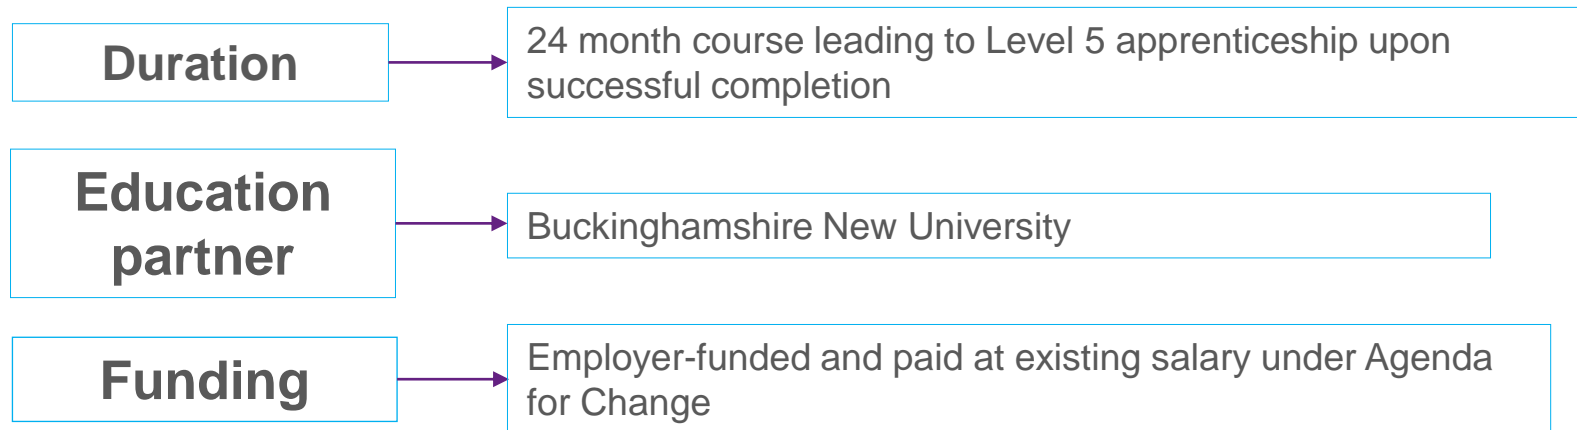 Duration
24 month course leading to Level 5 apprenticeship upon
successful completion
Education
partner
Buckinghamshire New University
Funding
Employer-funded and paid at existing salary under Agenda
for Change